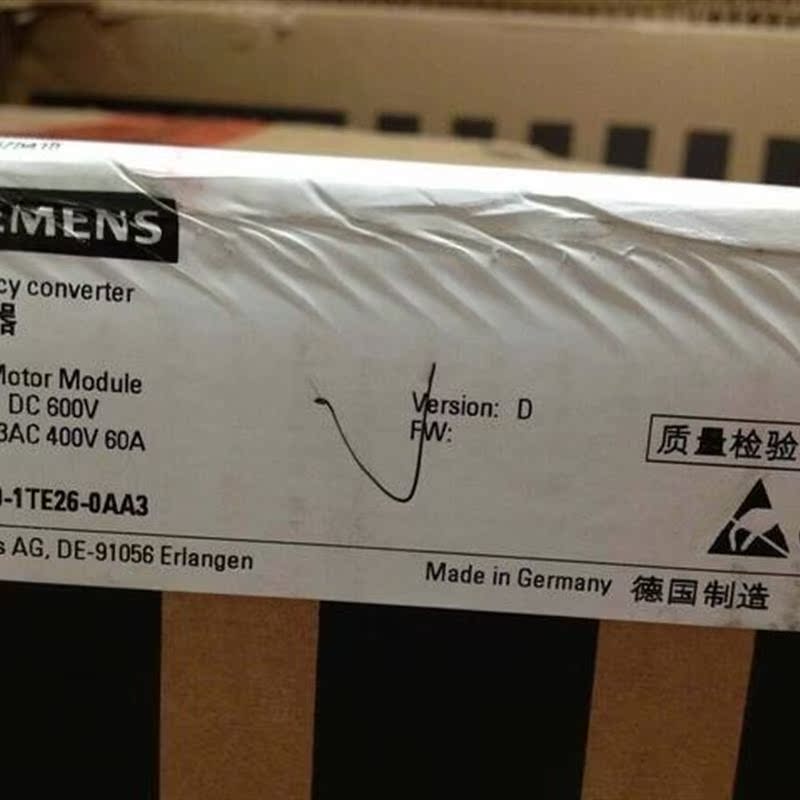 EMENS
cy converter
器
Motor Module
DC 600V
3AC 400V 60A
Version: D
FW:
质量检验
-1TE26-0AA3
s AG, DE-91056 Erlangen
Made in Germany 德国制造